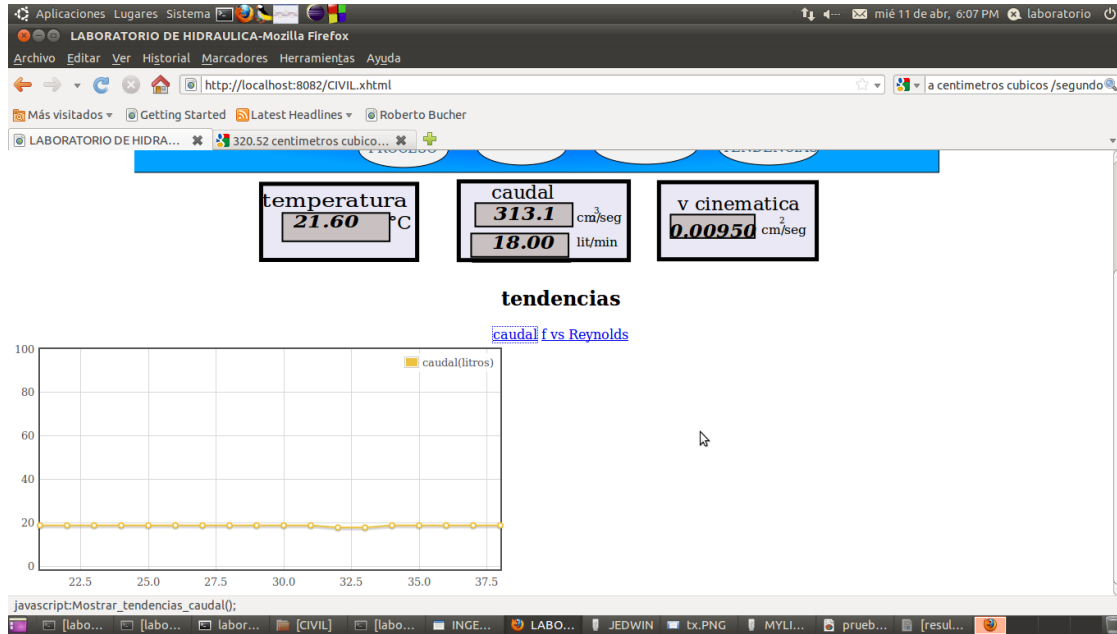 Aplicaciones Lugares Sistema mié 11 de abr, 6:07 PM laboratorio
LABORATORIO DE HIDRAULICA-Mozilla Firefox
Archivo Editar Ver Historial Marcadores Herramientas Ayuda
http://localhost:8082/CIVIL.xhtml a centimetros cubicos /segundo
Más visitados Getting Started Latest Headlines Roberto Bucher
LABORATORIO DE HIDRA... 320.52 centimetros cubico...
PROCESO TENDENCIAS
temperatura
21.60 °C
caudal
313.1 cm3/seg
18.00 lit/min
v cinematica
0.00950 cm2/seg
tendencias
caudal f vs Reynolds
caudal(litros)
100
80
60
40
20
0
22.5 25.0 27.5 30.0 32.5 35.0 37.5
javascript:Mostrar_tendencias_caudal();
[labo... [labo... labor... [CIVIL] [labo... INGE... LABO... JEDWIN tx.PNG MYLI... prueb... [resul...